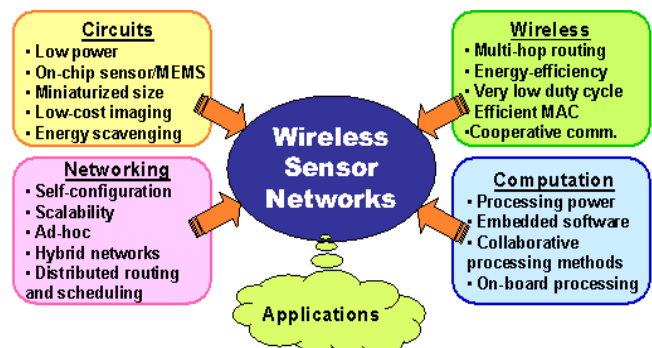 Circuits
• Low power
• On-chip sensor/MEMS
• Miniaturized size
• Low-cost imaging
• Energy scavenging
Wireless
• Multi-hop routing
• Energy-efficiency
• Very low duty cycle
• Efficient MAC
•Cooperative comm.
Wireless
Sensor
Networks
Networking
• Self-configuration
• Scalability
• Ad-hoc
• Hybrid networks
• Distributed routing
and scheduling
Computation
• Processing power
• Embedded software
• Collaborative
processing methods
• On-board processing
Applications